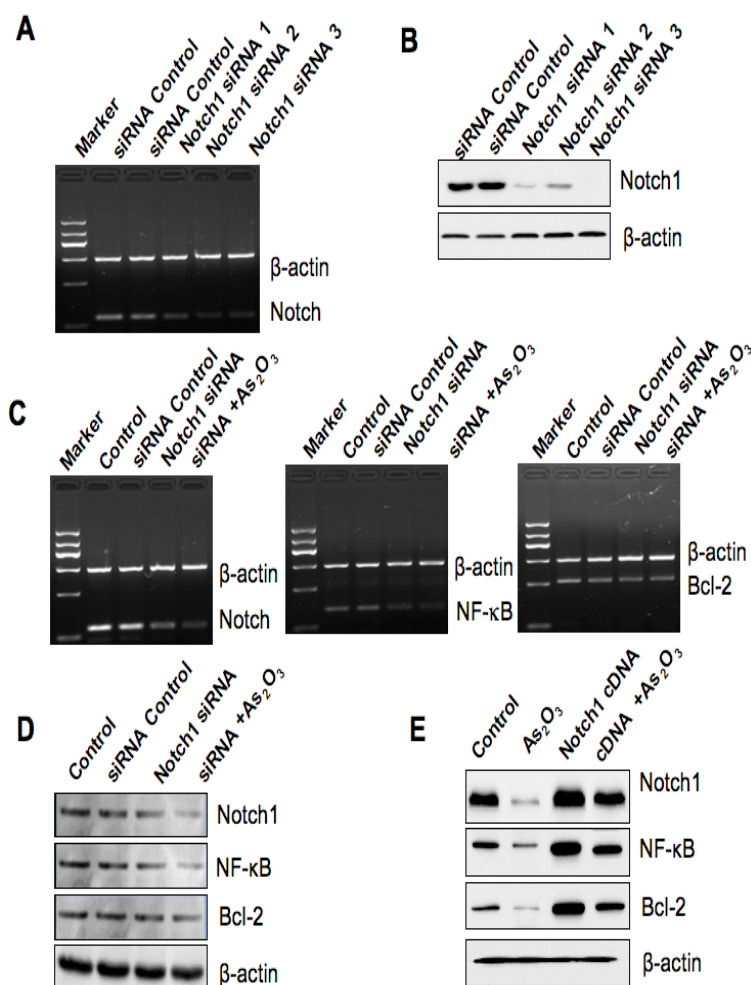 A
Marker
siRNA Control
siRNA Control
Notch1 siRNA 1
Notch1 siRNA 2
Notch1 siRNA 3
β-actin
Notch
B
siRNA Control
siRNA Control
Notch1 siRNA 1
Notch1 siRNA 2
Notch1 siRNA 3
Notch1
β-actin
C
Marker
Control
siRNA Control
Notch1 siRNA
siRNA +As₂O₃
β-actin
Notch
Marker
Control
siRNA Control
Notch1 siRNA
siRNA +As₂O₃
β-actin
NF-κB
Marker
Control
siRNA Control
Notch1 siRNA
siRNA +As₂O₃
β-actin
Bcl-2
D
Control
siRNA Control
Notch1 siRNA
siRNA +As₂O₃
Notch1
NF-κB
Bcl-2
β-actin
E
Control
As₂O₃
Notch1 cDNA
cDNA +As₂O₃
Notch1
NF-κB
Bcl-2
β-actin